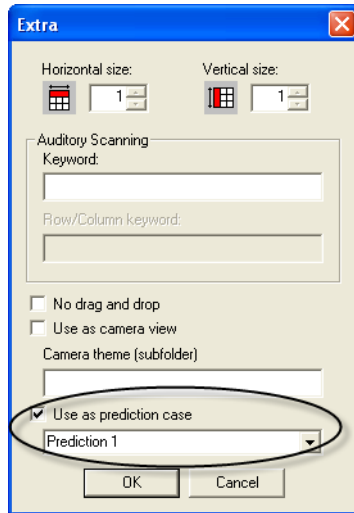 Extra
Horizontal size: Vertical size:
1 1
Auditory Scanning
Keyword:
Row/Column keyword:
No drag and drop
Use as camera view
Camera theme (subfolder)
Use as prediction case
Prediction 1
OK Cancel